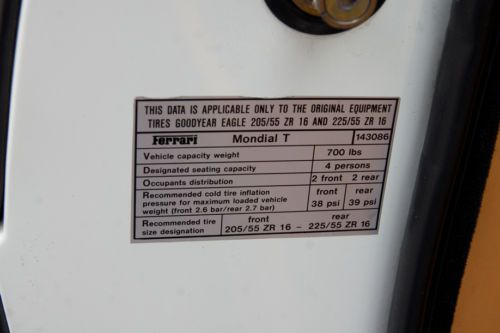 THIS DATA IS APPLICABLE ONLY TO THE ORIGINAL EQUIPMENT
TIRES GOODYEAR EAGLE 205/55 ZR 16 AND 225/55 ZR 16
Ferrari Mondial T 143086
Vehicle capacity weight 700 lbs
Designated seating capacity 4 persons
Occupants distribution 2 front 2 rear
Recommended cold tire inflation front rear
pressure for maximum loaded vehicle 38 psi 39 psi
weight (front 2.6 bar/rear 2.7 bar)
Recommended tire front rear
size designation 205/55 ZR 16 – 225/55 ZR 16